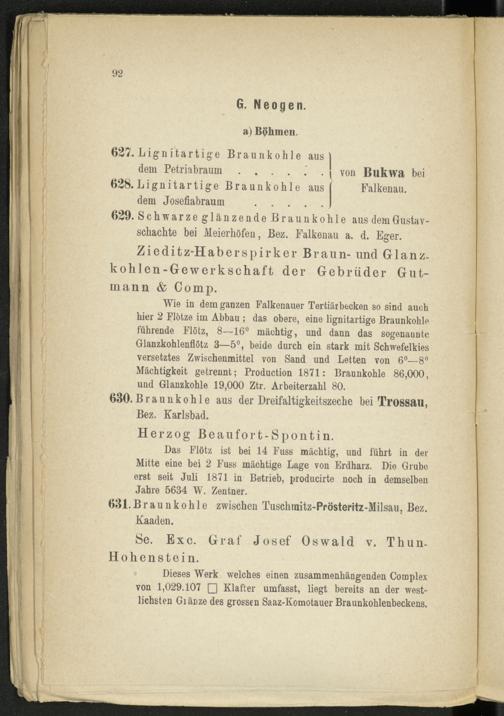 92
G. Neogen.
a) Böhmen.
627. Lignitartige Braunkohle aus
dem Petriabraum . . . . . .
628. Lignitartige Braunkohle aus
dem Josefiabraum . . . . .
von Bukwa bei
Falkenau.
629. Schwarze glänzende Braunkohle aus dem Gustav-
schachte bei Meierhöfen, Bez. Falkenau a. d. Eger.
Zieditz-Haberspirker Braun- und Glanz-
kohlen-Gewerkschaft der Gebrüder Gut-
mann & Comp.
Wie in dem ganzen Falkenauer Tertiärbecken so sind auch
hier 2 Flötze im Abbau; das obere, eine lignitartige Braunkohle
führende Flötz, 8—16° mächtig, und dann das sogenannte
Glanzkohlenflötz 3—5°, beide durch ein stark mit Schwefelkies
versetztes Zwischenmittel von Sand und Letten von 6°—8°
Mächtigkeit getrennt; Production 1871: Braunkohle 86,000,
und Glanzkohle 19,000 Ztr. Arbeiterzahl 80.
630. Braunkohle aus der Dreifaltigkeitszeche bei Trossau,
Bez. Karlsbad.
Herzog Beaufort-Spontin.
Das Flötz ist bei 14 Fuss mächtig, und führt in der
Mitte eine bei 2 Fuss mächtige Lage von Erdharz. Die Grube
erst seit Juli 1871 in Betrieb, producirte noch in demselben
Jahre 5634 W. Zentner.
631. Braunkohle zwischen Tuschmitz-Prösteritz-Milsau, Bez.
Kaaden.
Se. Exc. Graf Josef Oswald v. Thun-
Hohenstein.
Dieses Werk welches einen zusammenhängenden Complex
von 1,029.107 □ Klafter umfasst, liegt bereits an der west-
lichsten Gränze des grossen Saaz-Komotauer Braunkohlenbeckens.